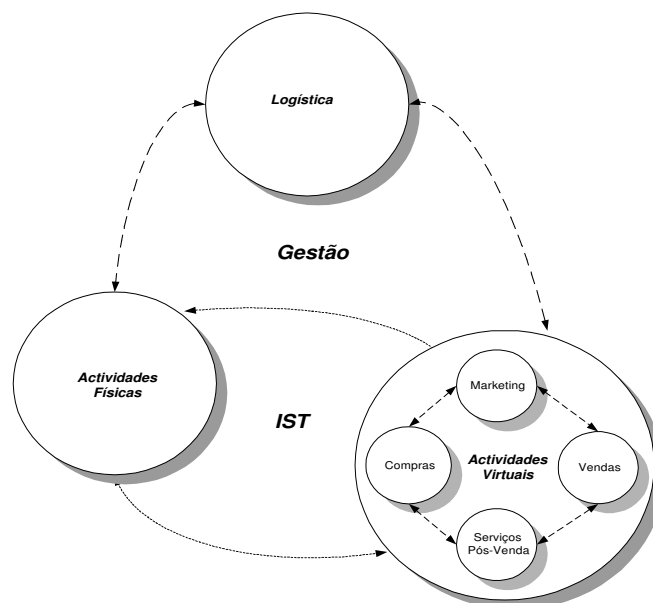 Logística
Gestão
Actividades
Físicas
IST
Marketing
Compras
Actividades
Virtuais
Vendas
Serviços
Pós-Venda